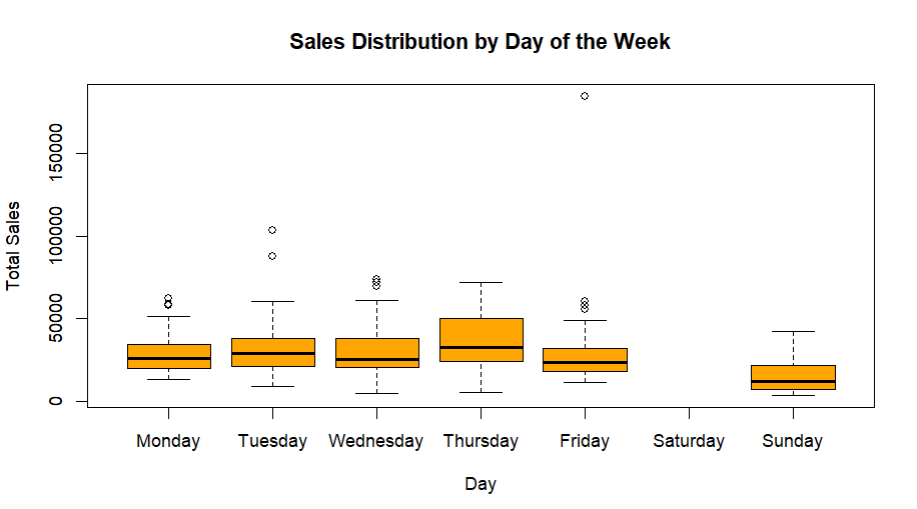 Sales Distribution by Day of the Week
Total Sales
150000
100000
50000
0
Monday Tuesday Wednesday Thursday Friday Saturday Sunday
Day